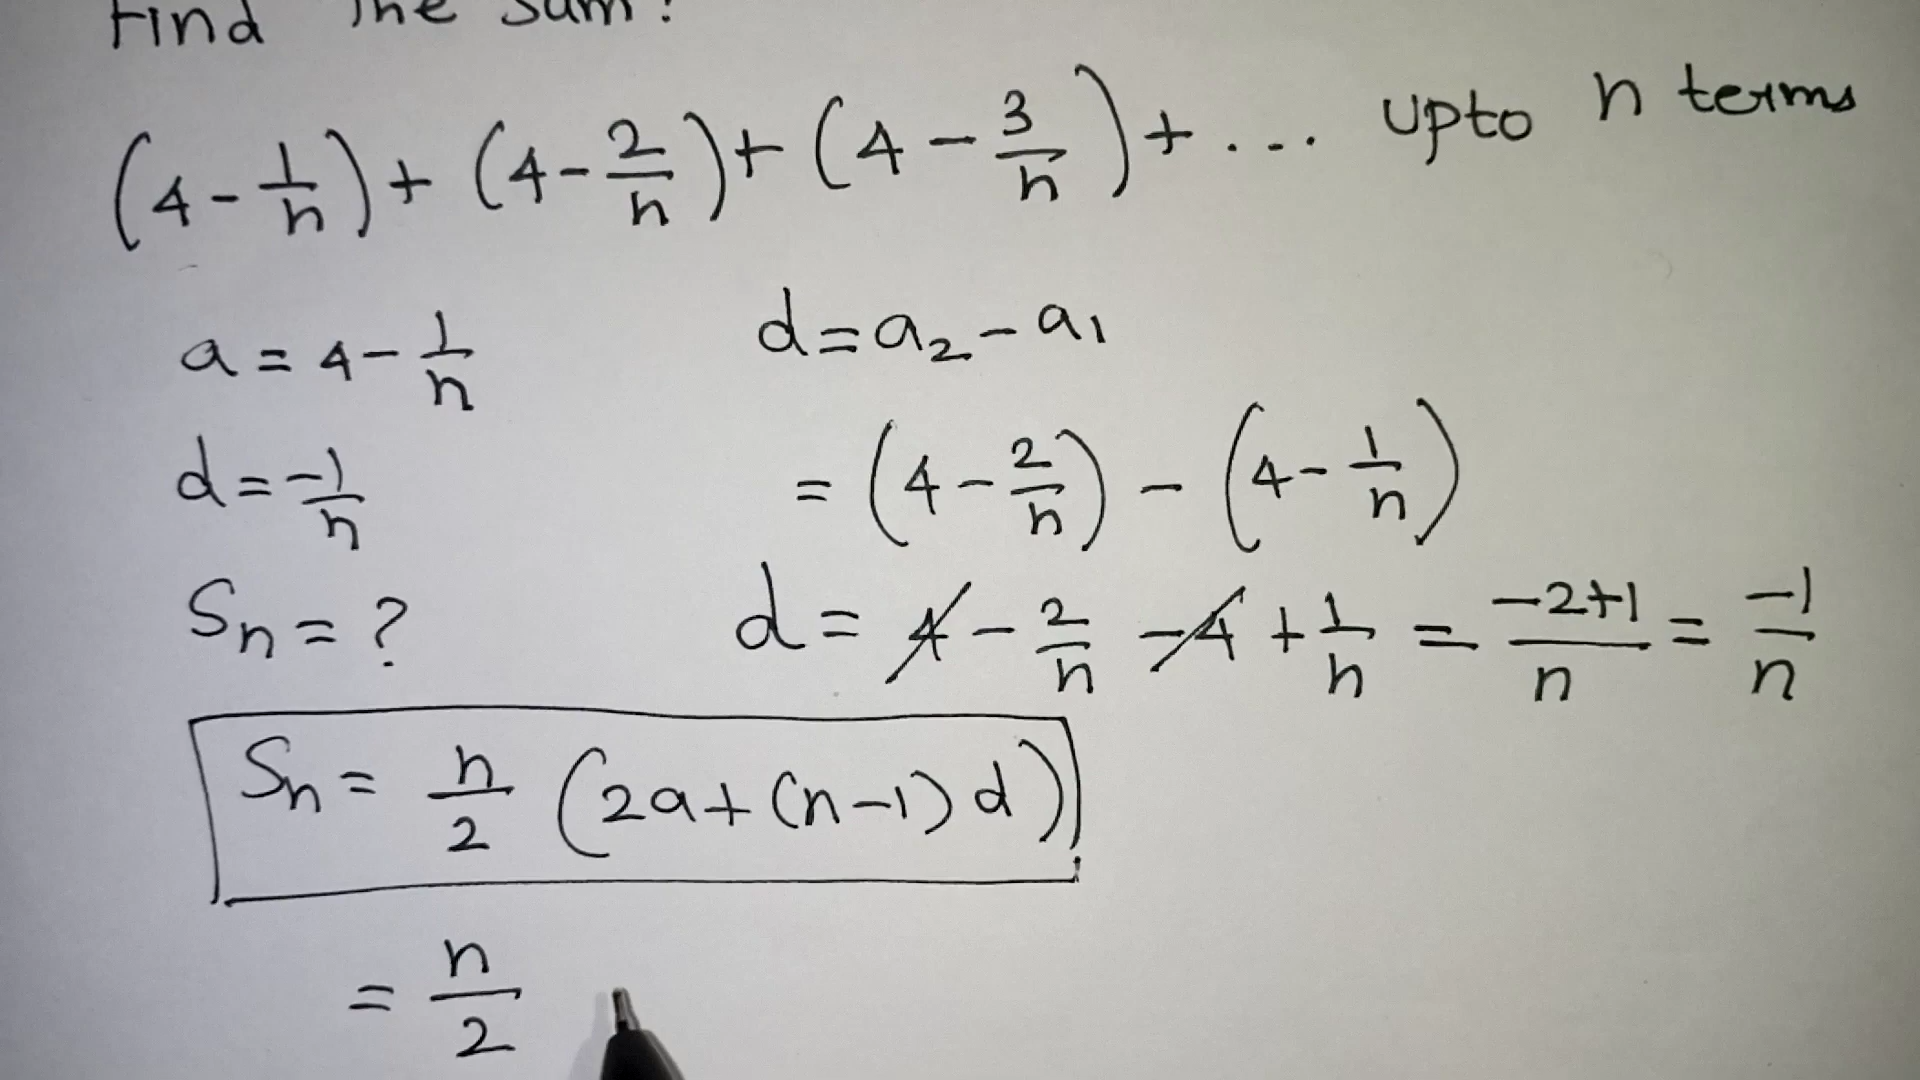 Find The Sum:
(4 - 1/n) + (4 - 2/n) + (4 - 3/n) + ... upto n terms
a = 4 - 1/n
d = -1/n
Sn = ?
d = a2 - a1
= (4 - 2/n) - (4 - 1/n)
d = 4 - 2/n - 4 + 1/n = -2+1/n = -1/n
Sn = n/2 (2a + (n-1) d)
= n/2